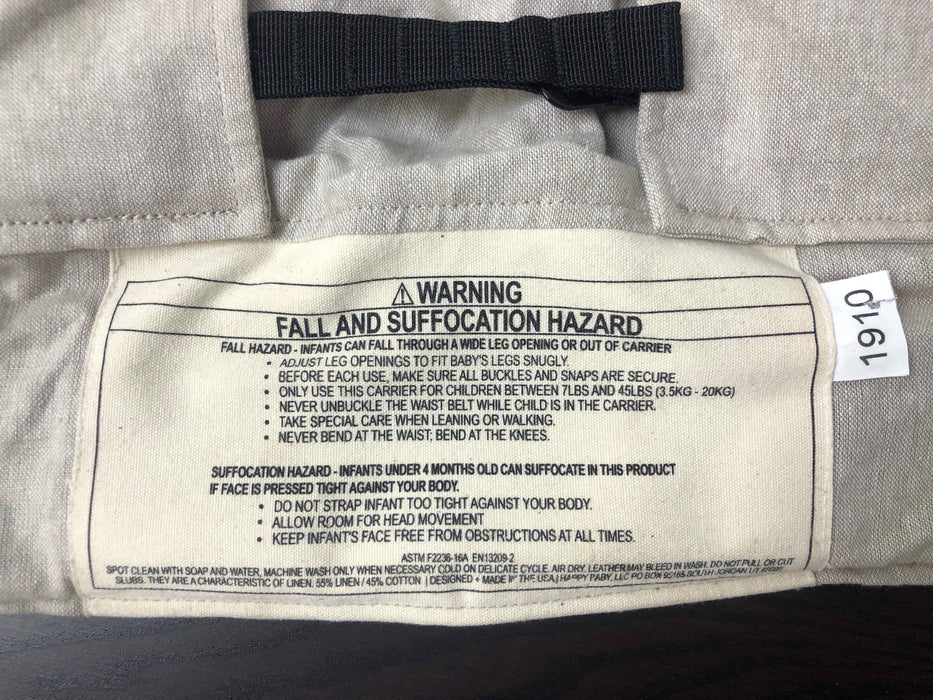 WARNING
FALL AND SUFFOCATION HAZARD
FALL HAZARD - INFANTS CAN FALL THROUGH A WIDE LEG OPENING OR OUT OF CARRIER
• ADJUST LEG OPENINGS TO FIT BABY'S LEGS SNUGLY.
• BEFORE EACH USE, MAKE SURE ALL BUCKLES AND SNAPS ARE SECURE.
• ONLY USE THIS CARRIER FOR CHILDREN BETWEEN 7LBS AND 45LBS (3.5KG - 20KG)
• NEVER UNBUCKLE THE WAIST BELT WHILE CHILD IS IN THE CARRIER.
• TAKE SPECIAL CARE WHEN LEANING OR WALKING.
• NEVER BEND AT THE WAIST; BEND AT THE KNEES.
SUFFOCATION HAZARD - INFANTS UNDER 4 MONTHS OLD CAN SUFFOCATE IN THIS PRODUCT
IF FACE IS PRESSED TIGHT AGAINST YOUR BODY.
• DO NOT STRAP INFANT TOO TIGHT AGAINST YOUR BODY.
• ALLOW ROOM FOR HEAD MOVEMENT
• KEEP INFANT'S FACE FREE FROM OBSTRUCTIONS AT ALL TIMES.
ASTM F2236-16A EN13209-2
SPOT CLEAN WITH SOAP AND WATER, MACHINE WASH ONLY WHEN NECESSARY COLD ON DELICATE CYCLE. AIR DRY. LEATHER MAY BLEED IN WASH. DO NOT PULL OR CUT
SLUBS. THEY ARE A CHARACTERISTIC OF LINEN. 55% LINEN / 45% COTTON | DESIGNED + MADE IN THE USA | HAPPY BABY, LLC PO BOX SOUTH JORDAN UT
1910